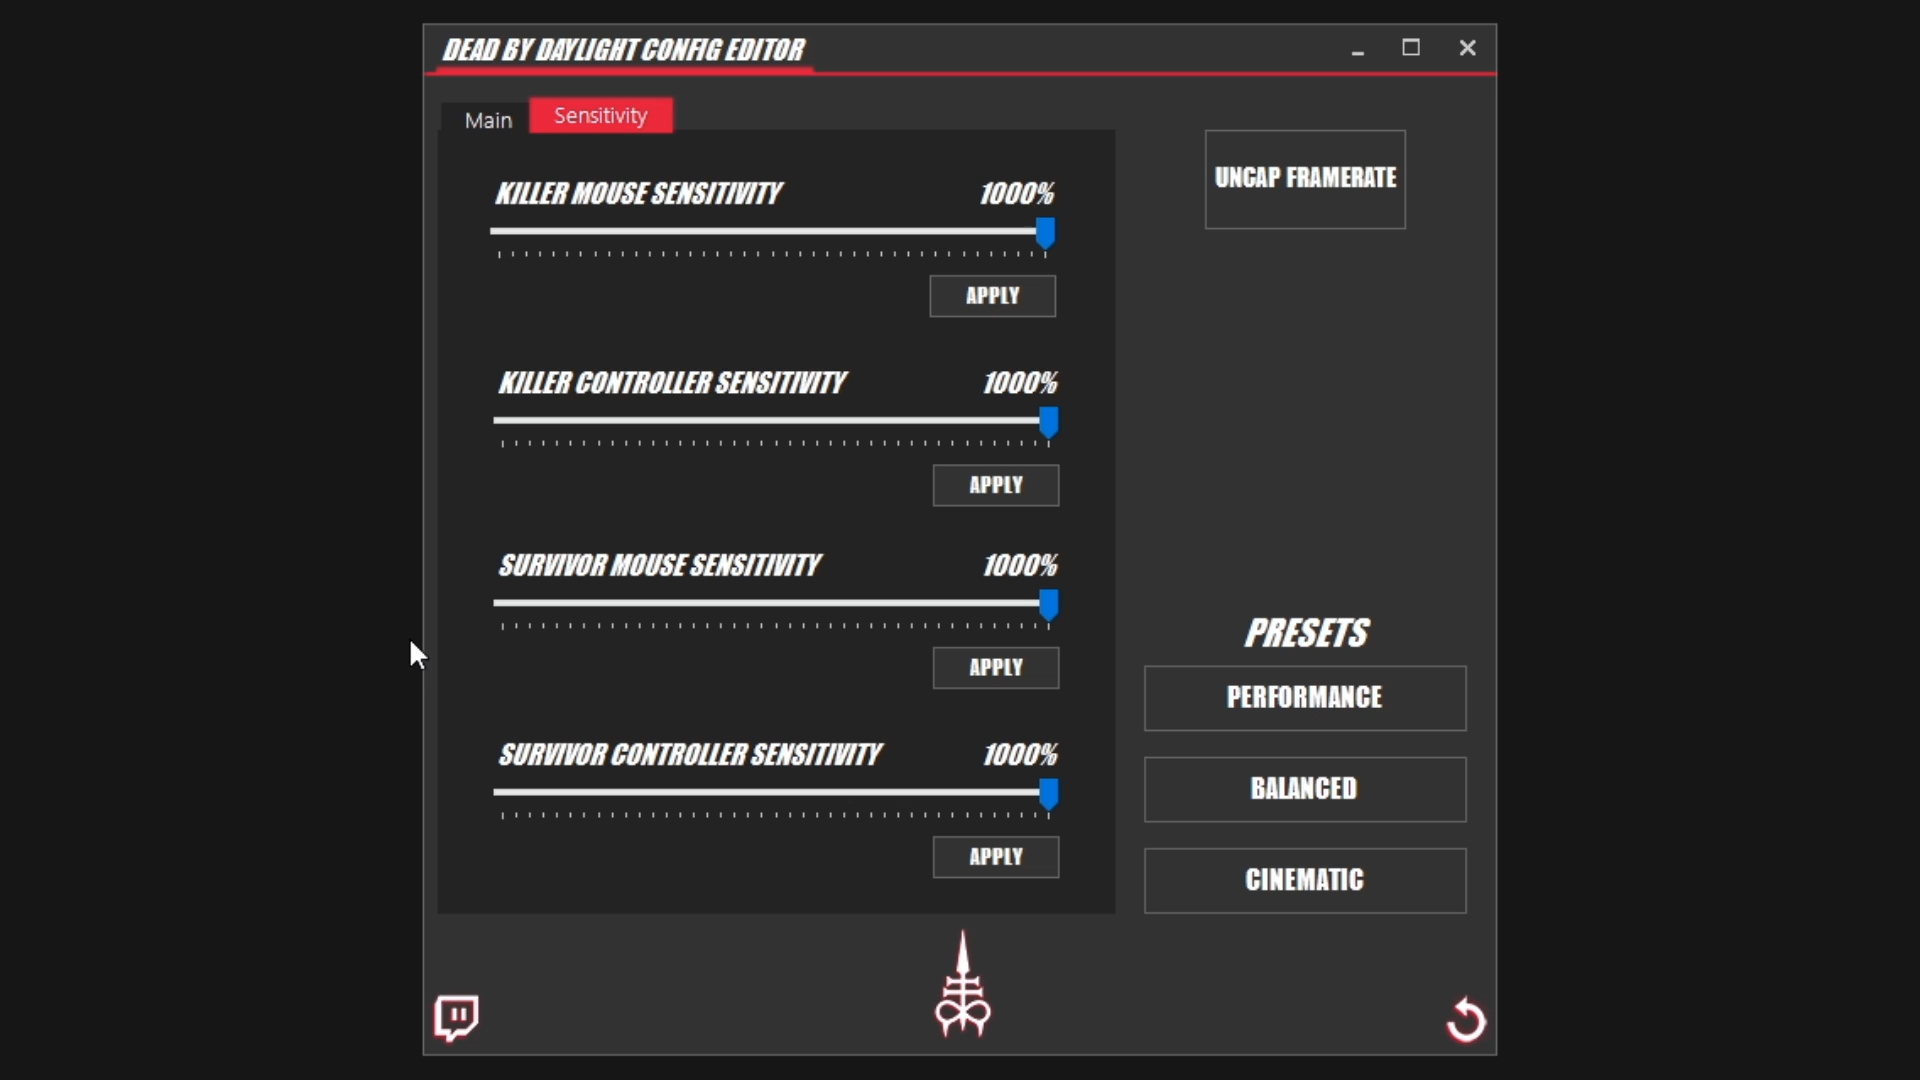 DEAD BY DAYLIGHT CONFIG EDITOR
Main
Sensitivity
KILLER MOUSE SENSITIVITY 1000%
APPLY
KILLER CONTROLLER SENSITIVITY 1000%
APPLY
SURVIVOR MOUSE SENSITIVITY 1000%
APPLY
SURVIVOR CONTROLLER SENSITIVITY 1000%
APPLY
UNCAP FRAMERATE
PRESETS
PERFORMANCE
BALANCED
CINEMATIC